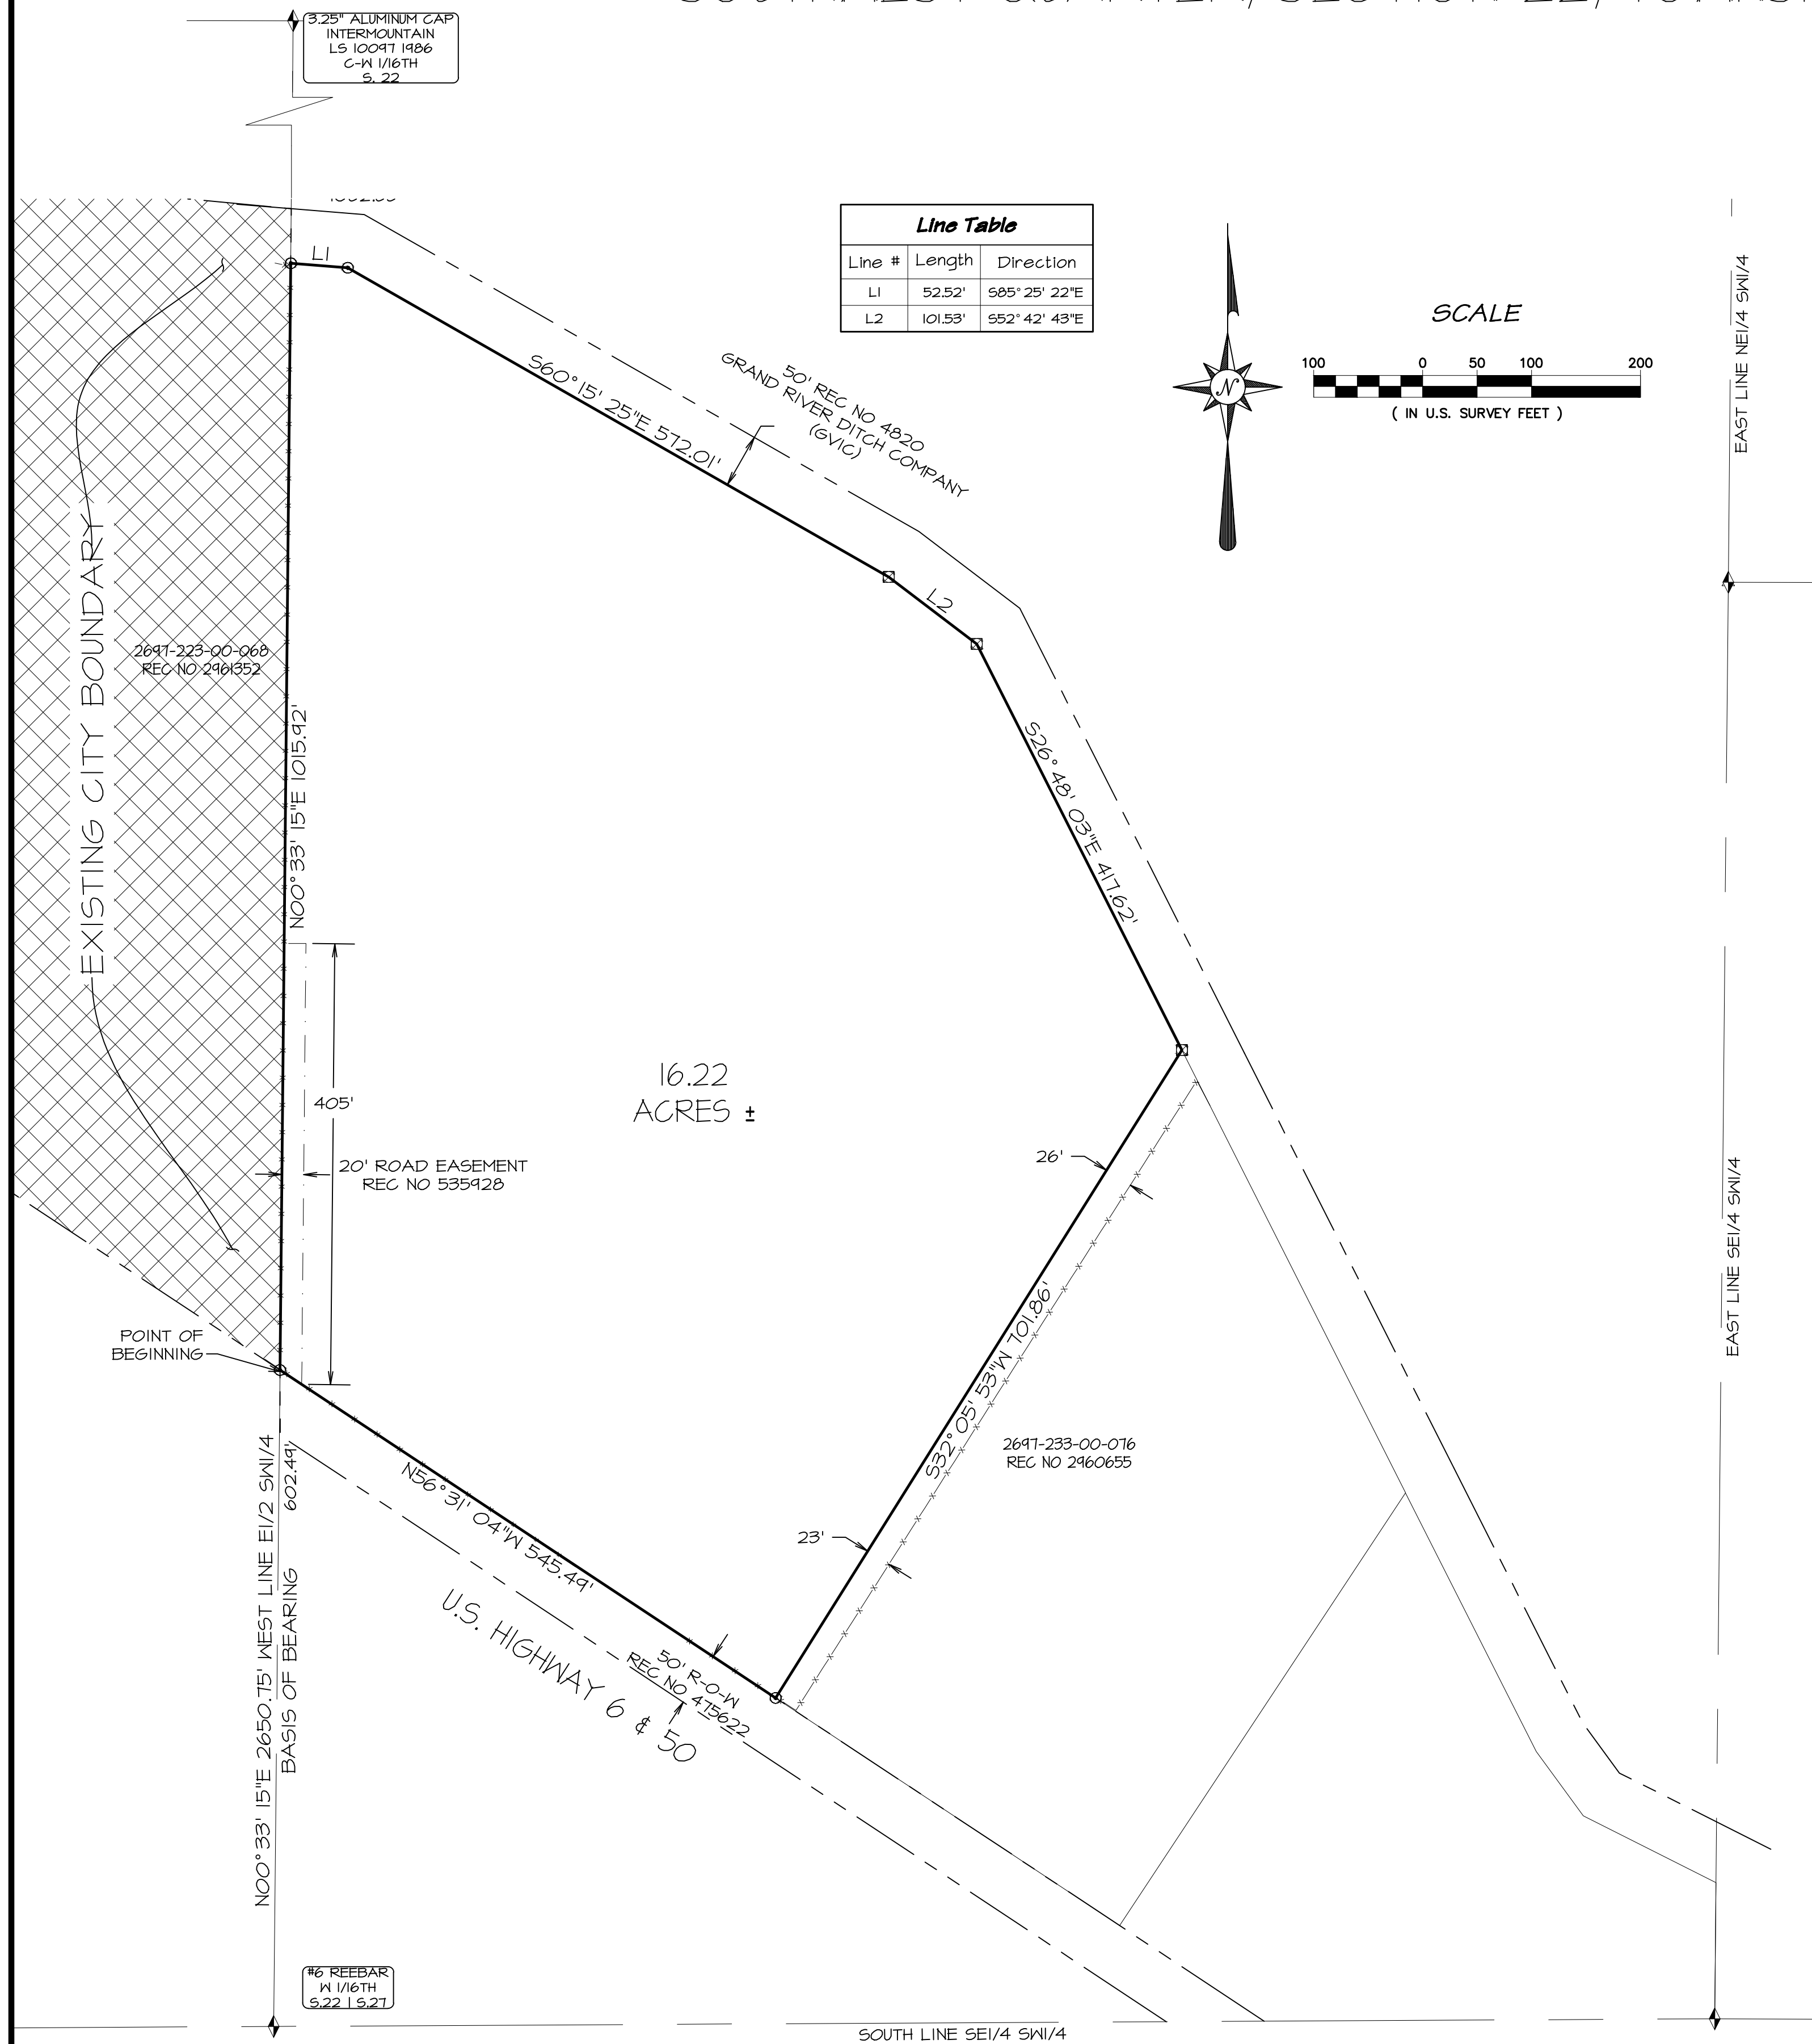 3.25" ALUMINUM CAP
INTERMOUNTAIN
LS 10097 1986
C-W 1/16TH
S. 22
Line Table
Line # Length Direction
L1 52.52' S85° 25' 22"E
L2 101.53' S52° 42' 43"E
SCALE
100 0 50 100 200
( IN U.S. SURVEY FEET )
N
EAST LINE NE1/4 SW1/4
L1
S60° 15' 25"E 572.01'
50' REC NO 4820
GRAND RIVER DITCH COMPANY
(GVIC)
L2
EXISTING CITY BOUNDARY
2697-223-00-068
REC NO 2961352
N00° 33' 15"E 1015.92'
S26° 48' 03"E 417.62'
16.22
ACRES ±
405'
20' ROAD EASEMENT
REC NO 535928
26'
EAST LINE SE1/4 SW1/4
POINT OF
BEGINNING
S32° 05' 53"W 701.86'
2697-233-00-076
REC NO 2960655
23'
N56° 31' 04"W 545.49'
U.S. HIGHWAY 6 & 50
50' R-O-W
REC NO 475622
N00° 33' 15"E 2650.75' WEST LINE E1/2 SW1/4
BASIS OF BEARING
602.49'
#6 REEBAR
W 1/16TH
S.22 | S.27
SOUTH LINE SE1/4 SW1/4